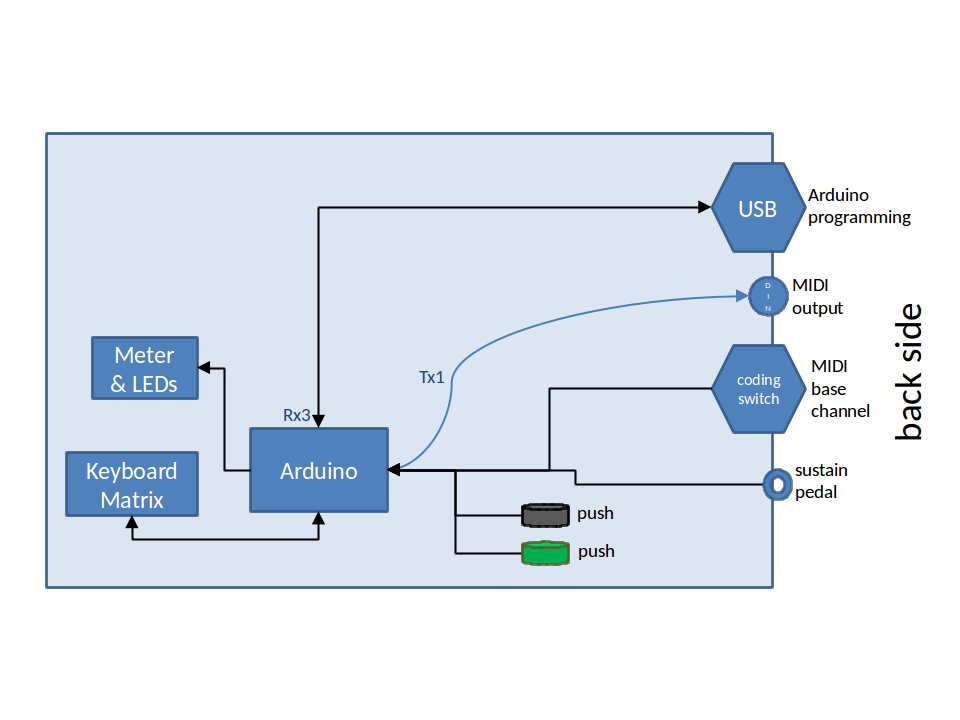 USB
Arduino
programming
D
I
N
MIDI
output
Meter
& LEDs
Tx1
coding
switch
MIDI
base
channel
back side
Rx3
Keyboard
Matrix
Arduino
sustain
pedal
push
push